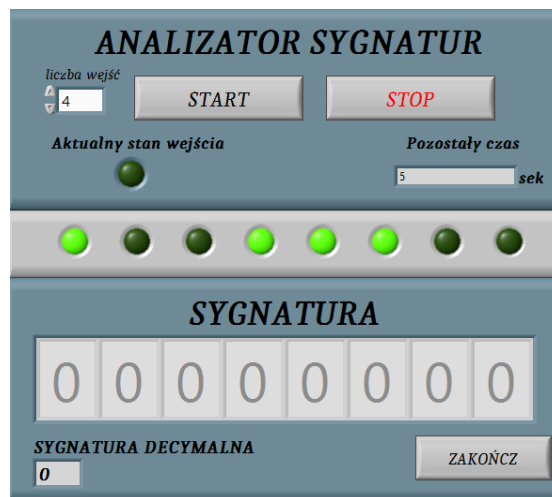 ANALIZATOR SYGNATUR
liczba wejść
4
START
STOP
Aktualny stan wejścia
Pozostały czas
5
sek
SYGNATURA
0 0 0 0 0 0 0 0
SYGNATURA DECYMALNA
0
ZAKOŃCZ